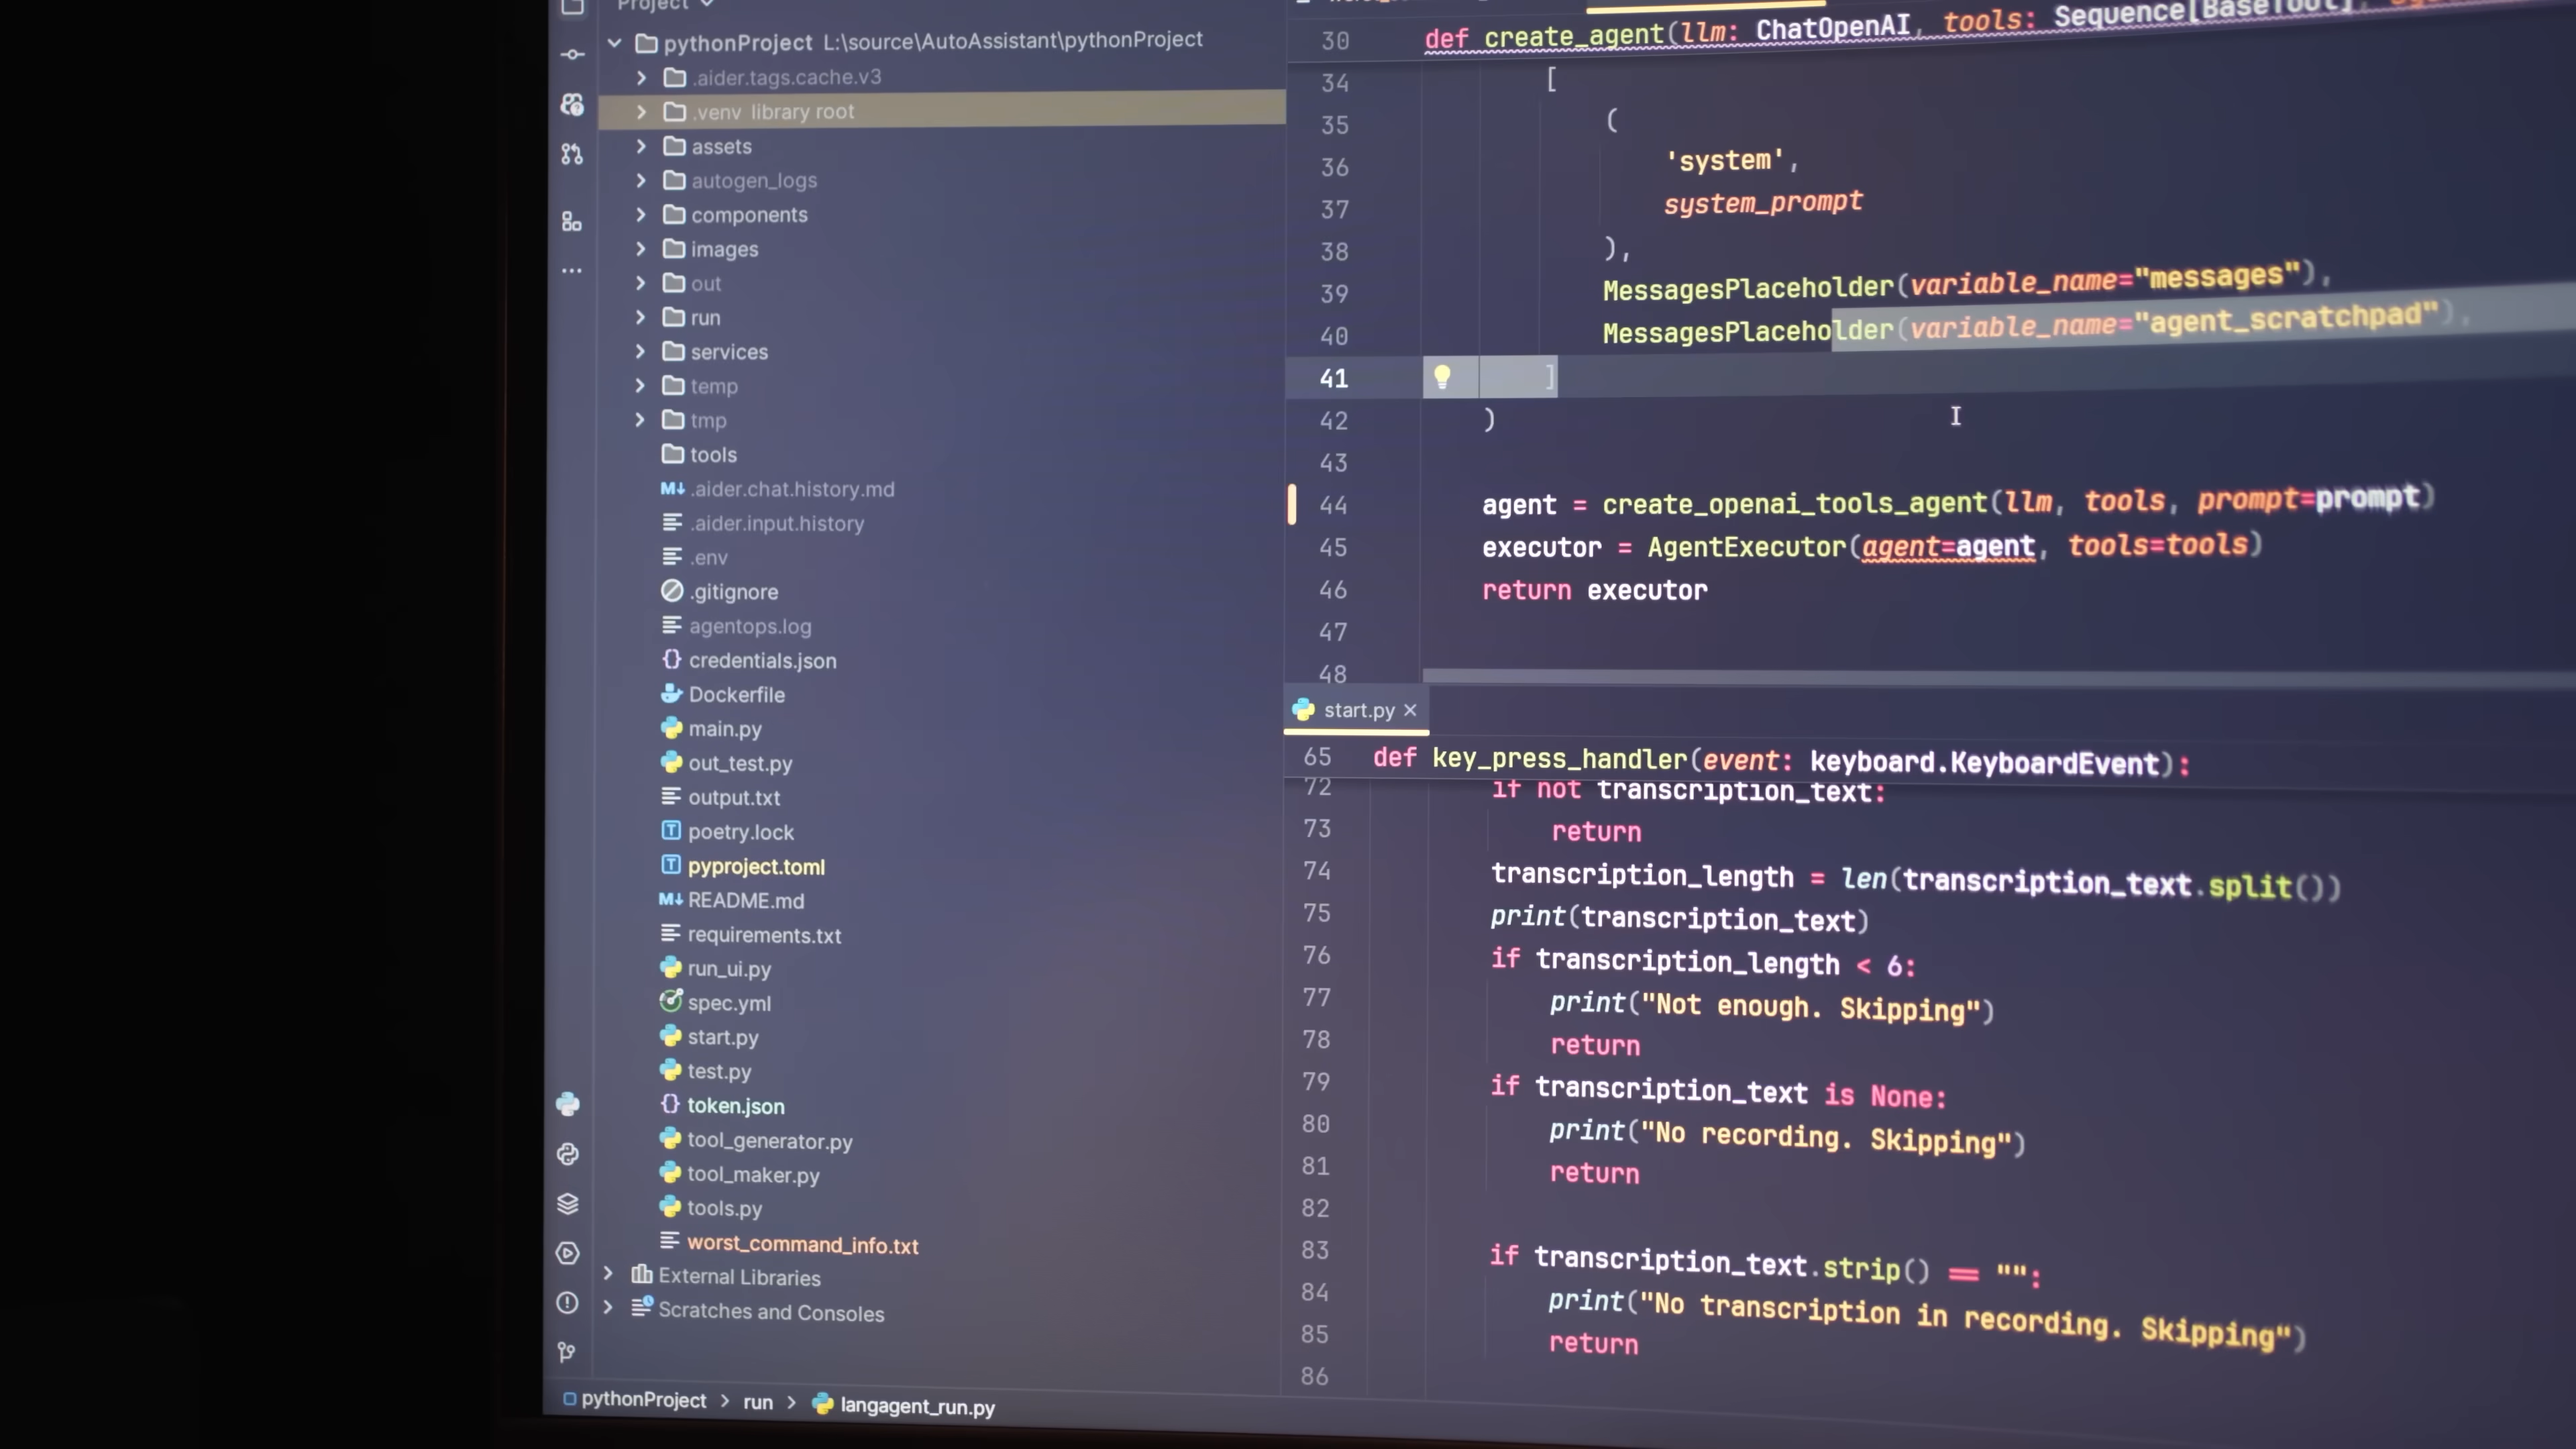 Project
pythonProject L:\source\AutoAssistant\pythonProject
.aider.tags.cache.v3
.venv library root
assets
autogen_logs
components
images
out
run
services
temp
tmp
tools
.aider.chat.history.md
.aider.input.history
.env
.gitignore
agentops.log
credentials.json
Dockerfile
main.py
out_test.py
output.txt
poetry.lock
pyproject.toml
README.md
requirements.txt
run_ui.py
spec.yml
start.py
test.py
token.json
tool_generator.py
tool_maker.py
tools.py
worst_command_info.txt
External Libraries
Scratches and Consoles
30 def create_agent(llm: ChatOpenAI, tools: Sequence[BaseTool],
34 [
35 (
36 'system',
37 system_prompt
38 ),
39 MessagesPlaceholder(variable_name="messages"),
40 MessagesPlaceholder(variable_name="agent_scratchpad"),
41 ]
42 )
43
44 agent = create_openai_tools_agent(llm, tools, prompt=prompt)
45 executor = AgentExecutor(agent=agent, tools=tools)
46 return executor
47
48
start.py
65 def key_press_handler(event: keyboard.KeyboardEvent):
72 if not transcription_text:
73 return
74 transcription_length = len(transcription_text.split())
75 print(transcription_text)
76 if transcription_length < 6:
77 print("Not enough. Skipping")
78 return
79 if transcription_text is None:
80 print("No recording. Skipping")
81 return
82
83 if transcription_text.strip() == "":
84 print("No transcription in recording. Skipping")
85 return
86
pythonProject > run > langagent_run.py